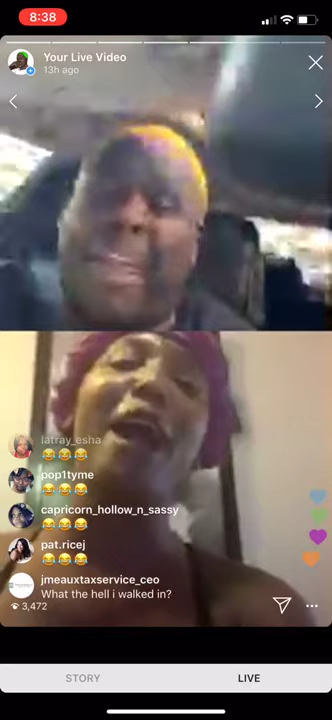 8:38
Your Live Video
13h ago
latray_esha
😂😂😂
pop1tyme
😂😂😂
capricorn_hollow_n_sassy
😂😂😂
pat.ricej
😂😂😂
jmeauxtaxservice_ceo
What the hell i walked in?
3,472
STORY
LIVE